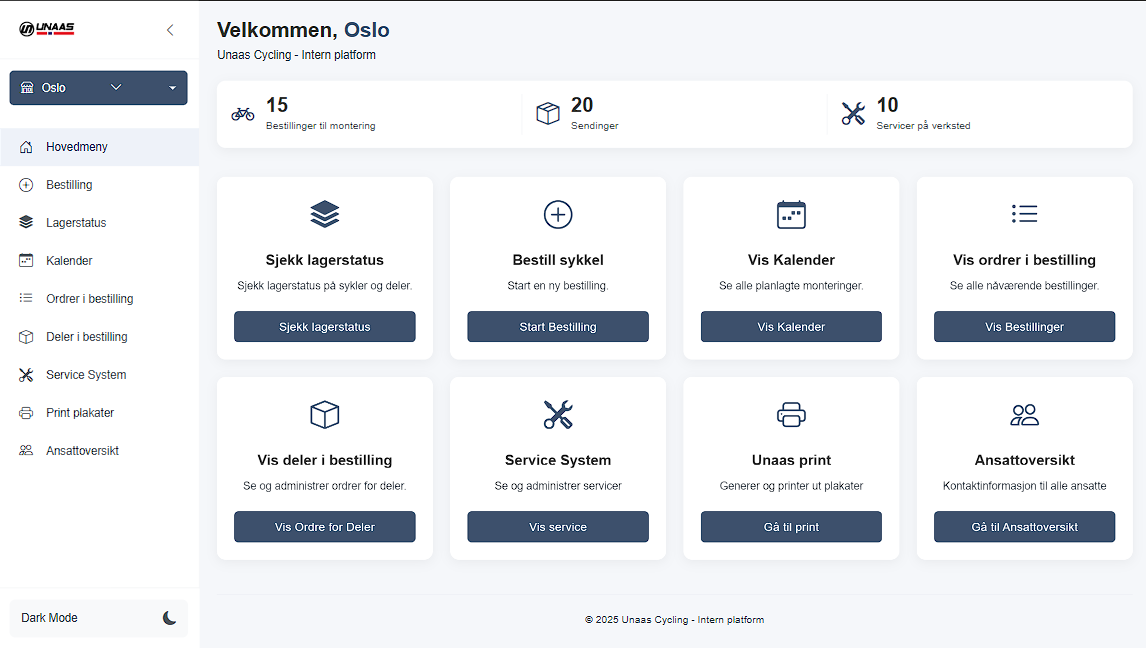 UNAAS
Oslo
Hovedmeny
Bestilling
Lagerstatus
Kalender
Ordrer i bestilling
Deler i bestilling
Service System
Print plakater
Ansattoversikt
Dark Mode
Velkommen, Oslo
Unaas Cycling - Intern platform
15
Bestillinger til montering
20
Sendinger
10
Servicer på verksted
Sjekk lagerstatus
Sjekk lagerstatus på sykler og deler.
Sjekk lagerstatus
Bestill sykkel
Start en ny bestilling.
Start Bestilling
Vis Kalender
Se alle planlagte monteringer.
Vis Kalender
Vis ordrer i bestilling
Se alle nåværende bestillinger.
Vis Bestillinger
Vis deler i bestilling
Se og administrer ordrer for deler.
Vis Ordre for Deler
Service System
Se og administrer servicer
Vis service
Unaas print
Generer og printer ut plakater
Gå til print
Ansattoversikt
Kontaktinformasjon til alle ansatte
Gå til Ansattoversikt
© 2025 Unaas Cycling - Intern platform